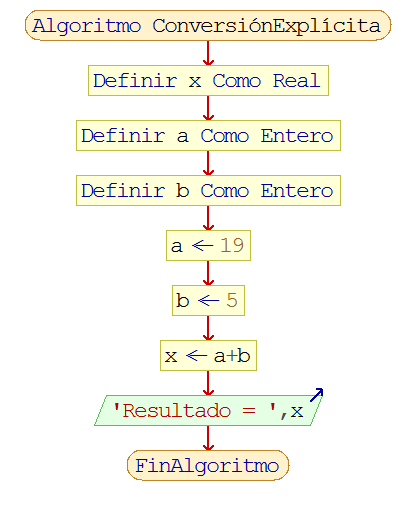 Algoritmo ConversiónExplícita
Definir x Como Real
Definir a Como Entero
Definir b Como Entero
a ← 19
b ← 5
x ← a+b
'Resultado = ',x
FinAlgoritmo